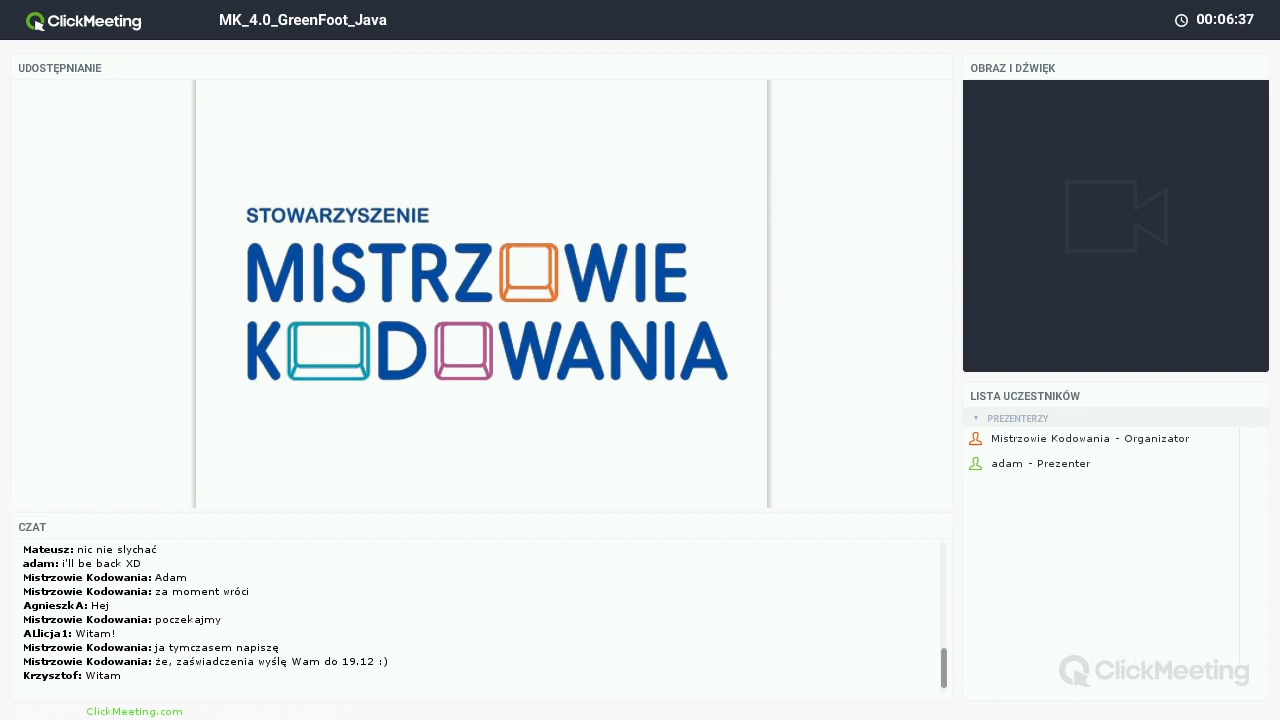 ClickMeeting
MK_4.0_GreenFoot_Java
00:06:37
UDOSTĘPNIANIE
STOWARZYSZENIE
MISTRZOWIE
KODOWANIA
CZAT
Mateusz: nic nie slychać
adam: i'll be back XD
Mistrzowie Kodowania: Adam
Mistrzowie Kodowania: za moment wróci
AgnieszkA: Hej
Mistrzowie Kodowania: poczekajmy
ALlicja1: Witam!
Mistrzowie Kodowania: ja tymczasem napiszę
Mistrzowie Kodowania: że, zaświadczenia wyślę Wam do 19.12 :)
Krzysztof: Witam
OBRAZ I DŹWIĘK
LISTA UCZESTNIKÓW
PREZENTERZY
Mistrzowie Kodowania - Organizator
adam - Prezenter
ClickMeeting
ClickMeeting.com